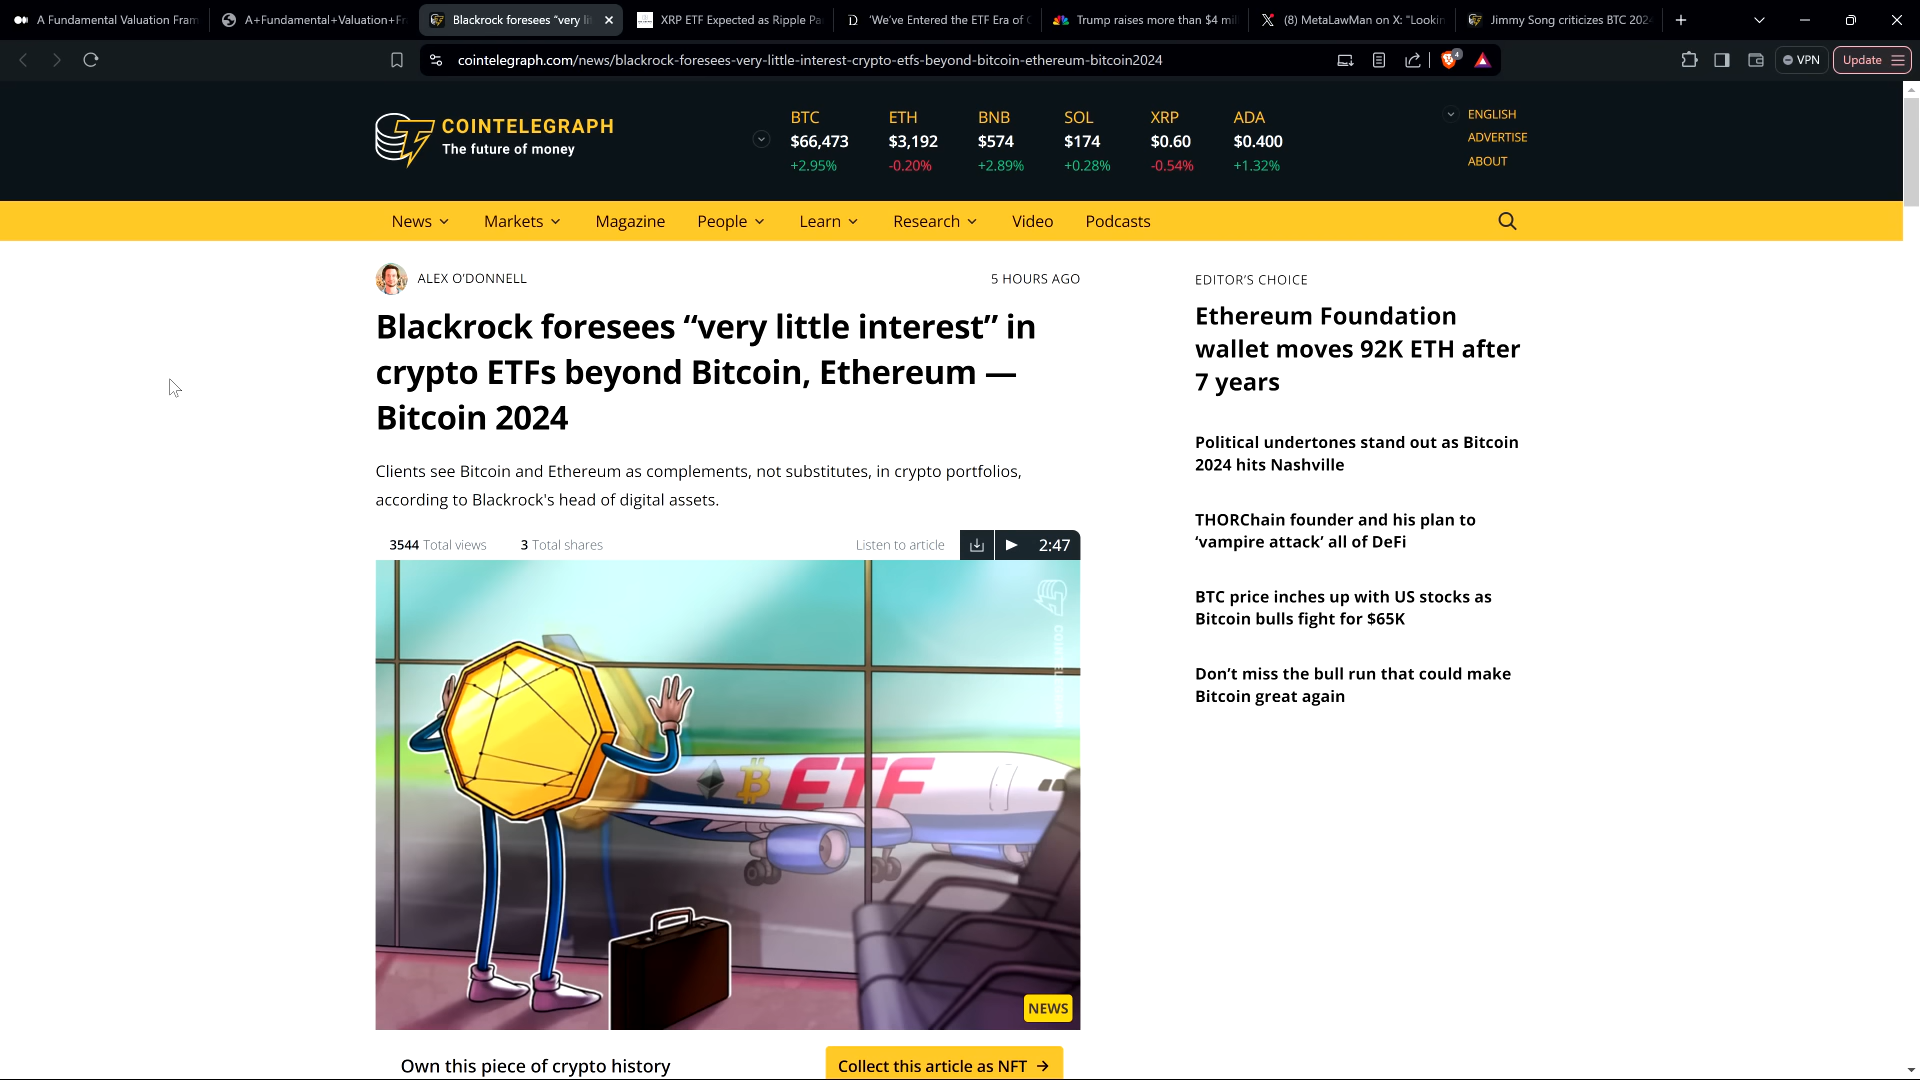 A Fundamental Valuation Fram
A+Fundamental+Valuation+Fr
Blackrock foresees “very li
XRP ETF Expected as Ripple Pa
‘We’ve Entered the ETF Era of C
Trump raises more than $4 mil
(8) MetaLawMan on X: "Lookin
Jimmy Song criticizes BTC 202
cointelegraph.com/news/blackrock-foresees-very-little-interest-crypto-etfs-beyond-bitcoin-ethereum-bitcoin2024
4
VPN
Update
COINTELEGRAPH
The future of money
BTC ETH BNB SOL XRP ADA
$66,473 $3,192 $574 $174 $0.60 $0.400
+2.95% -0.20% +2.89% +0.28% -0.54% +1.32%
ENGLISH
ADVERTISE
ABOUT
News Markets Magazine People Learn Research Video Podcasts
ALEX O’DONNELL
5 HOURS AGO
Blackrock foresees “very little interest” in
crypto ETFs beyond Bitcoin, Ethereum —
Bitcoin 2024
Clients see Bitcoin and Ethereum as complements, not substitutes, in crypto portfolios,
according to Blackrock's head of digital assets.
3544 Total views 3 Total shares
Listen to article 2:47
ETF
NEWS
Own this piece of crypto history
Collect this article as NFT →
EDITOR’S CHOICE
Ethereum Foundation
wallet moves 92K ETH after
7 years
Political undertones stand out as Bitcoin
2024 hits Nashville
THORChain founder and his plan to
‘vampire attack’ all of DeFi
BTC price inches up with US stocks as
Bitcoin bulls fight for $65K
Don’t miss the bull run that could make
Bitcoin great again